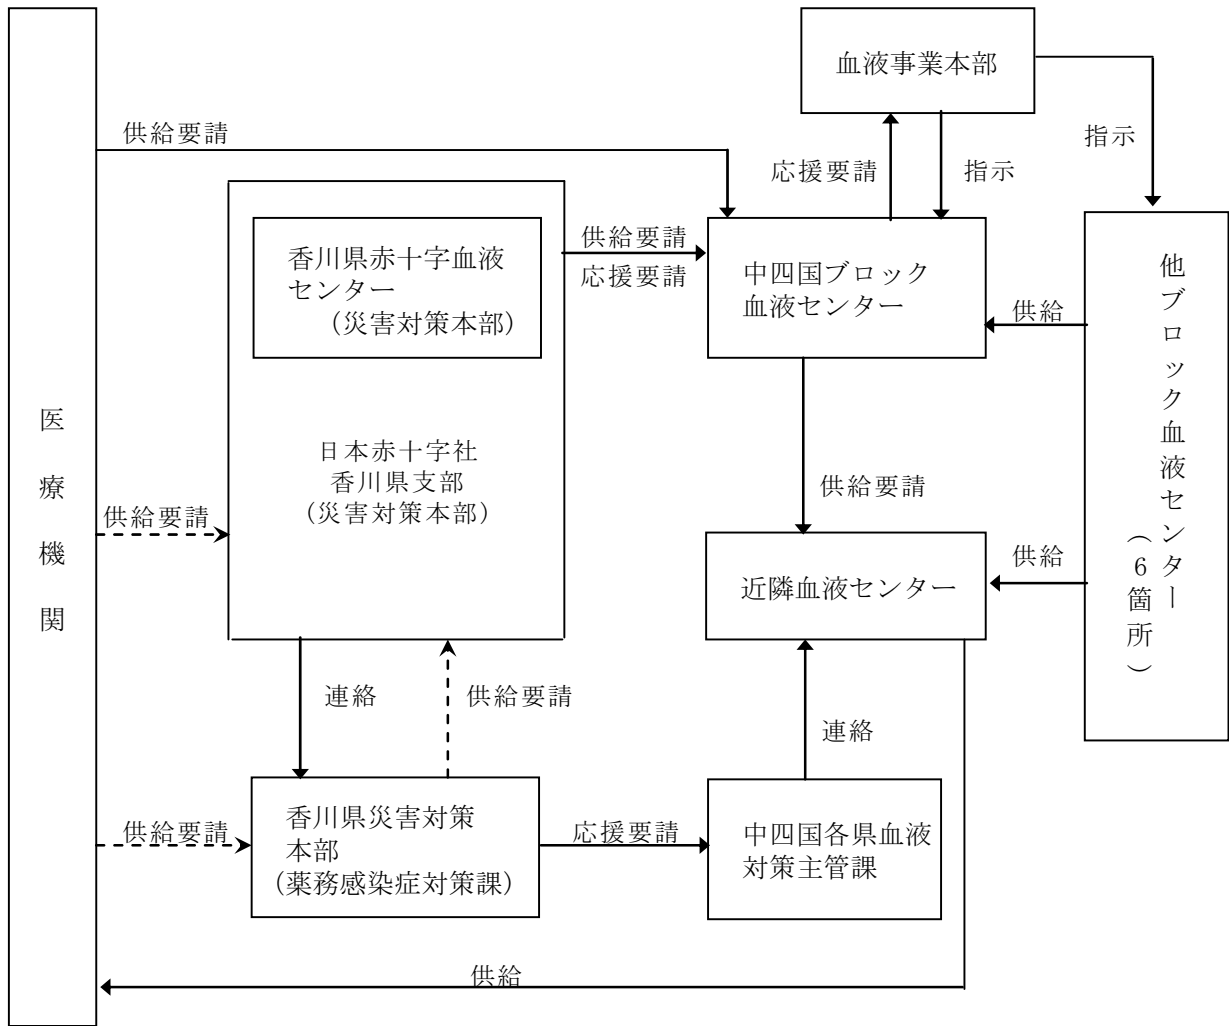 血液事業本部
供給要請
応援要請
指示
指示
香川県赤十字血液
センター
（災害対策本部）
供給要請
応援要請
中四国ブロック
血液センター
供給
他ブロック血液センター
（6箇所）
医療機関
日本赤十字社
香川県支部
（災害対策本部）
供給要請
供給要請
近隣血液センター
供給
連絡
供給要請
連絡
香川県災害対策
本部
（薬務感染症対策課）
供給要請
応援要請
中四国各県血液
対策主管課
供給